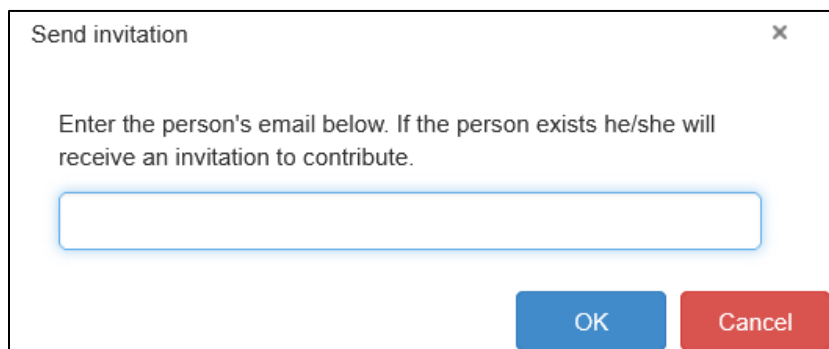 Send invitation ×
Enter the person's email below. If the person exists he/she will
receive an invitation to contribute.
OK Cancel